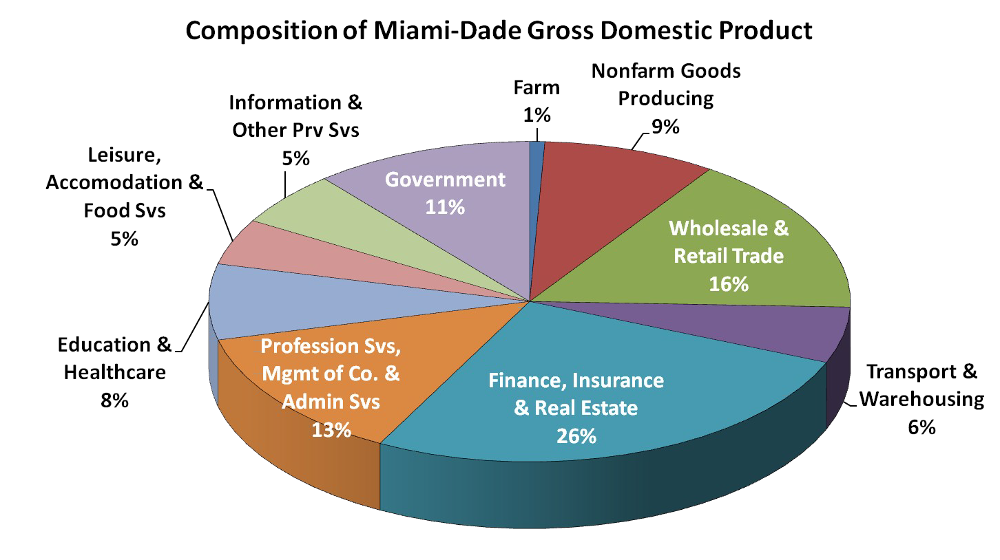 Composition of Miami-Dade Gross Domestic Product
Farm
1%
Nonfarm Goods
Producing
9%
Wholesale &
Retail Trade
16%
Transport &
Warehousing
6%
Finance, Insurance
& Real Estate
26%
Profession Svs,
Mgmt of Co. &
Admin Svs
13%
Education &
Healthcare
8%
Leisure,
Accomodation &
Food Svs
5%
Information &
Other Prv Svs
5%
Government
11%